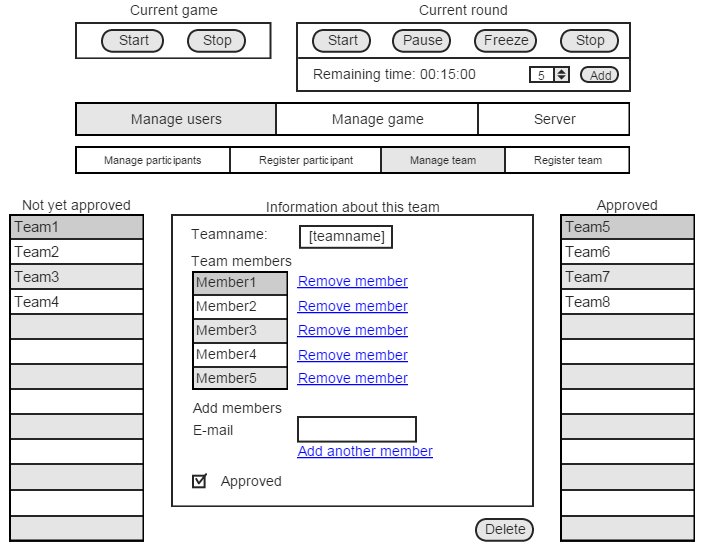 Current game
Current round
Start Stop
Start Pause Freeze Stop
Remaining time: 00:15:00 5 Add
Manage users Manage game Server
Manage participants Register participant Manage team Register team
Not yet approved
Team1
Team2
Team3
Team4
Information about this team
Teamname: [teamname]
Team members
Member1 Remove member
Member2 Remove member
Member3 Remove member
Member4 Remove member
Member5 Remove member
Add members
E-mail
Add another member
Approved
Delete
Approved
Team5
Team6
Team7
Team8